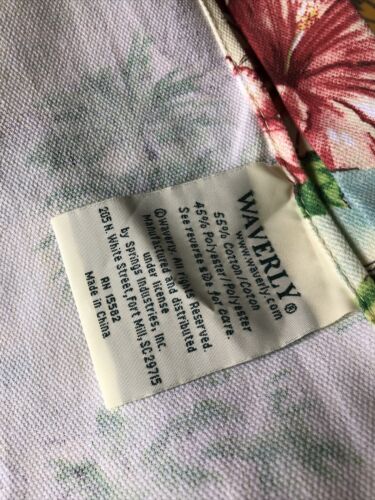 WAVERLY®
www.waverly.com
55% Cotton/Coton
45% Polyester/Polyester
See reverse side for care.
©Waverly. All rights reserved.
Manufactured and distributed
under license
by Springs Industries, Inc.
205 N. White Street, Fort Mill, SC 29715
RN 15582
Made in China